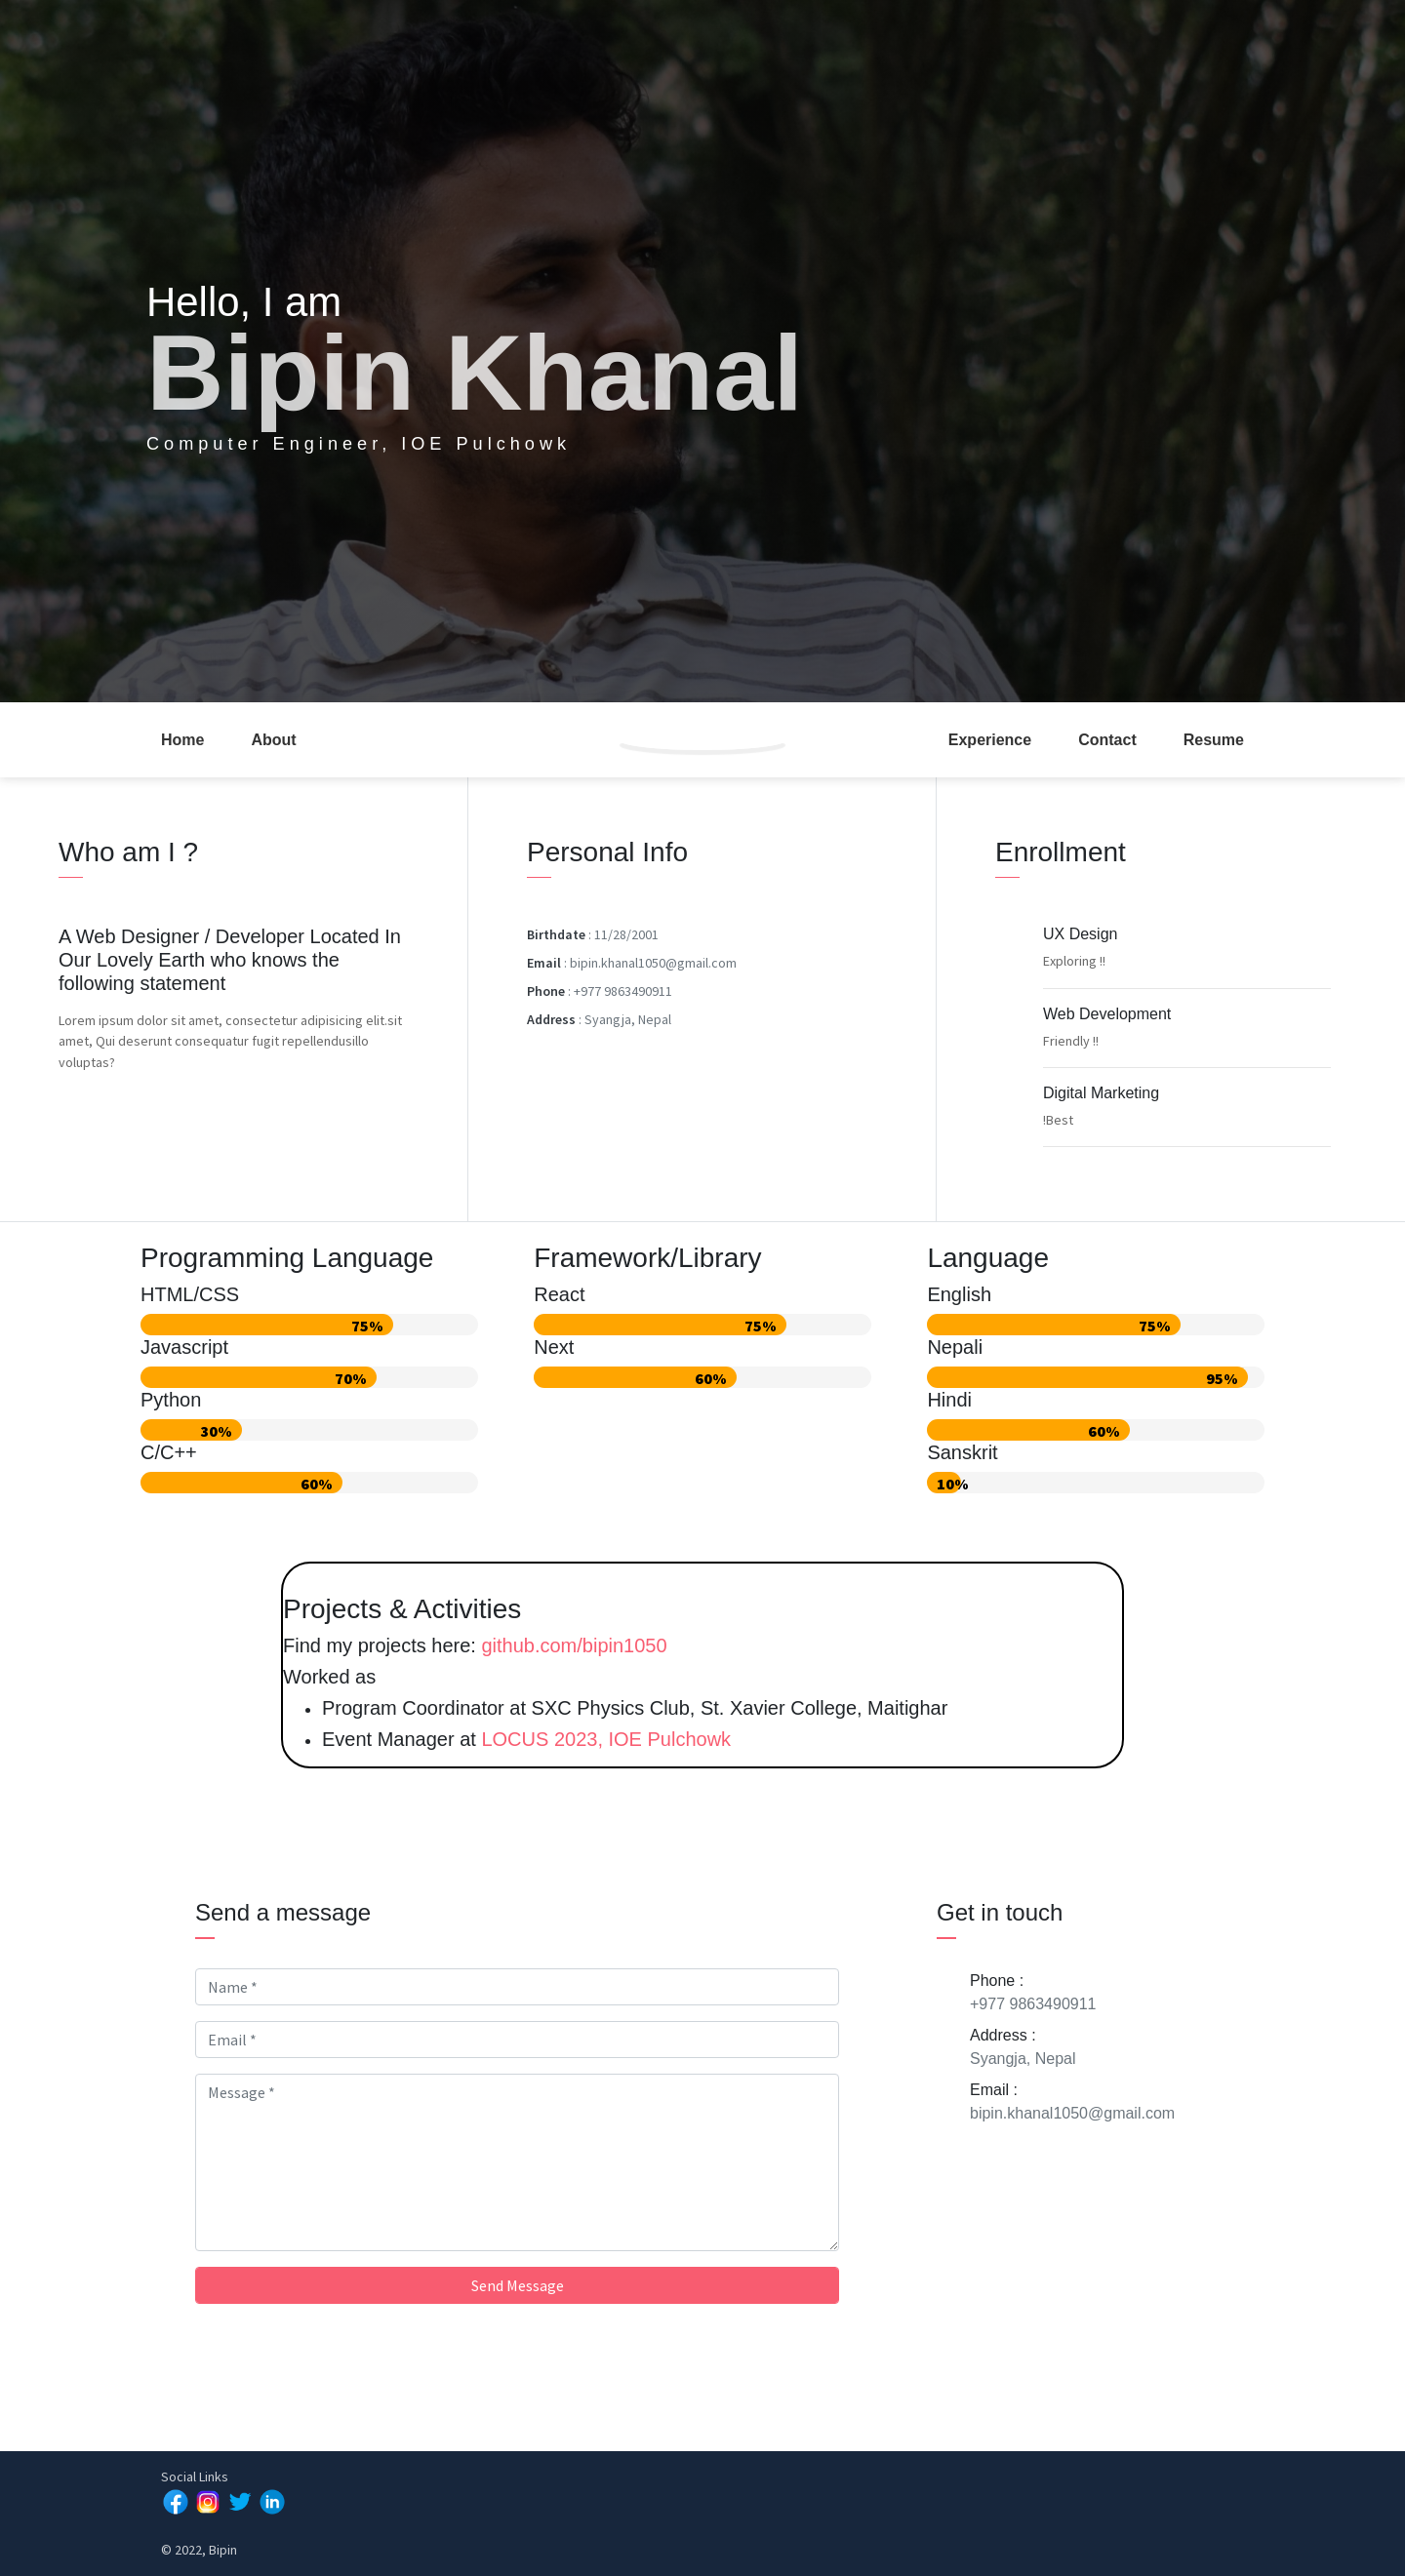 Hello, I am
Bipin Khanal
Computer Engineer, IOE Pulchowk
Home About Experience Contact Resume
Who am I ?
A Web Designer / Developer Located In
Our Lovely Earth who knows the
following statement
Lorem ipsum dolor sit amet, consectetur adipisicing elit.sit
amet, Qui deserunt consequatur fugit repellendusillo
voluptas?
Personal Info
Birthdate : 11/28/2001
Email : bipin.khanal1050@gmail.com
Phone : +977 9863490911
Address : Syangja, Nepal
Enrollment
UX Design
Exploring !!
Web Development
Friendly !!
Digital Marketing
!Best
Programming Language
HTML/CSS
75%
Javascript
70%
Python
30%
C/C++
60%
Framework/Library
React
75%
Next
60%
Language
English
75%
Nepali
95%
Hindi
60%
Sanskrit
10%
Projects & Activities
Find my projects here: github.com/bipin1050
Worked as
• Program Coordinator at SXC Physics Club, St. Xavier College, Maitighar
• Event Manager at LOCUS 2023, IOE Pulchowk
Send a message
Name *
Email *
Message *
Send Message
Get in touch
Phone :
+977 9863490911
Address :
Syangja, Nepal
Email :
bipin.khanal1050@gmail.com
Social Links
© 2022, Bipin